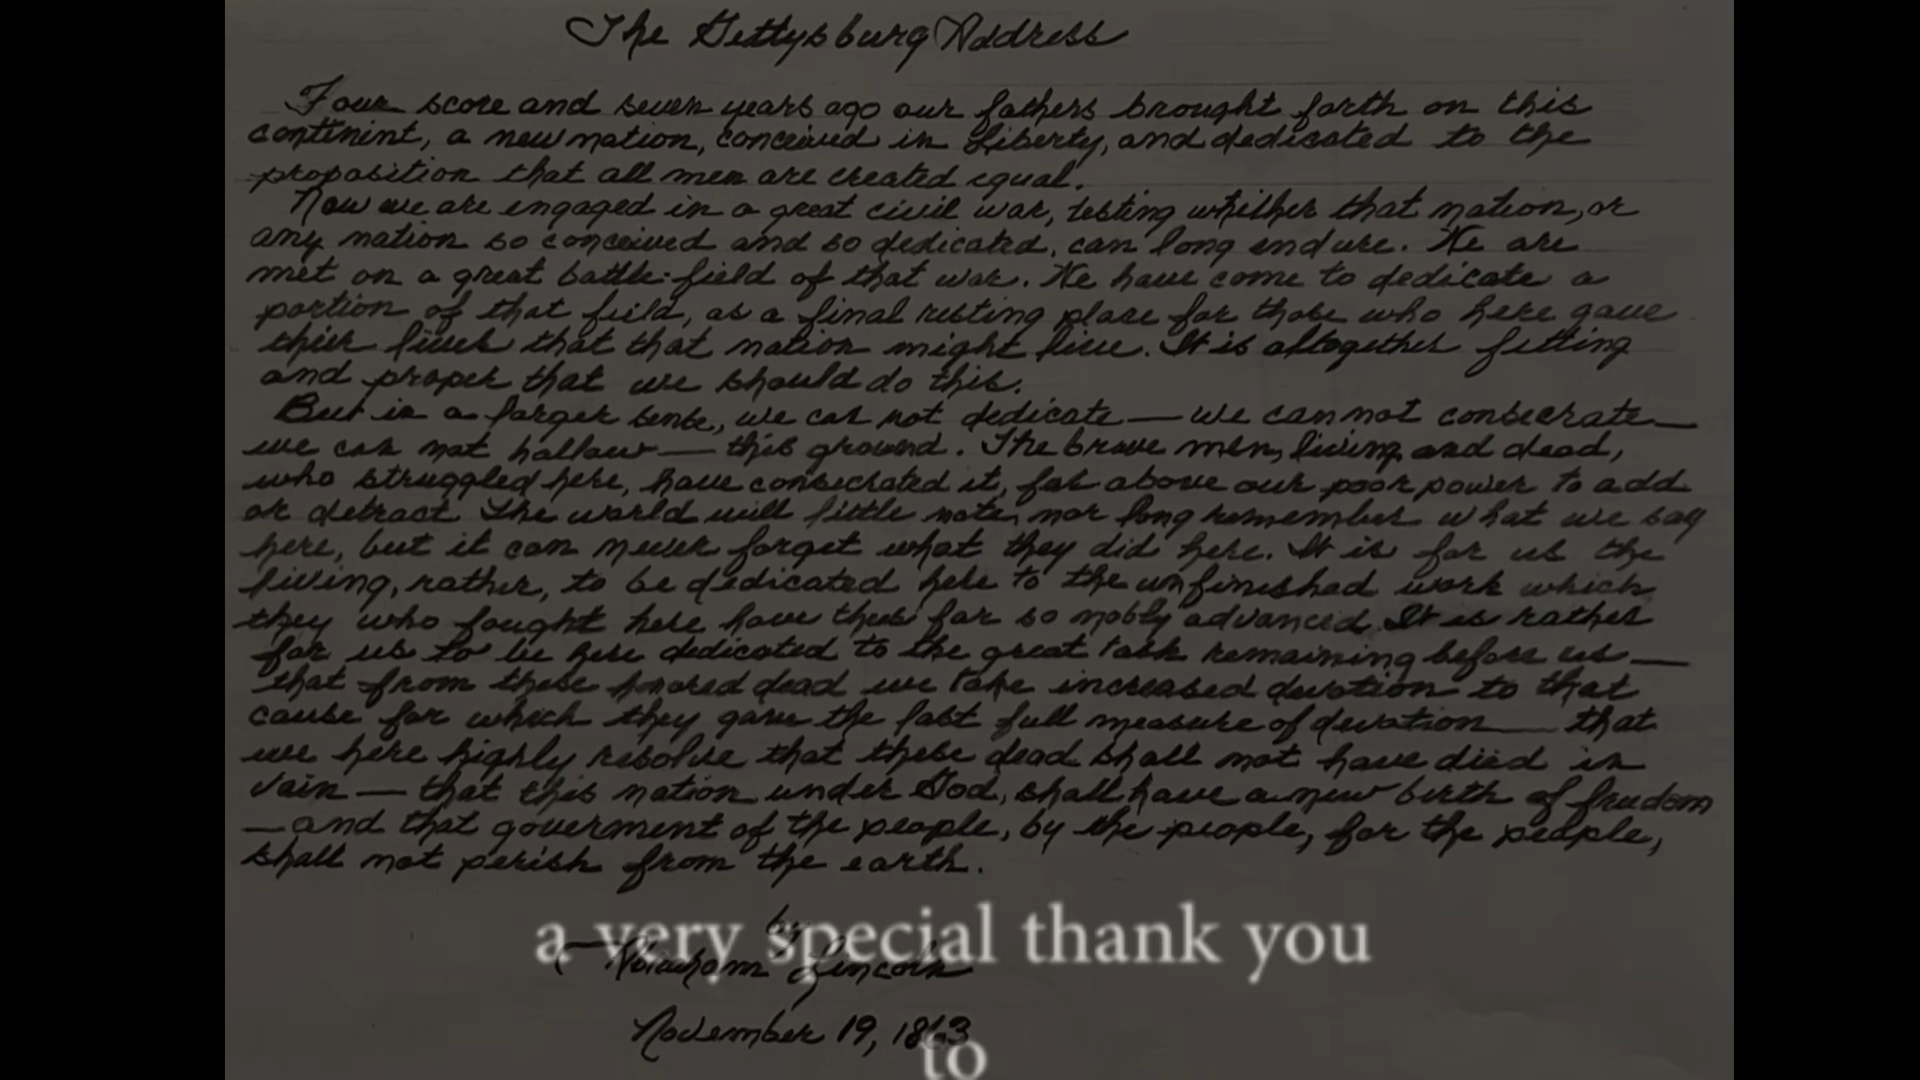 The Gettysburg Address
Four score and seven years ago our fathers brought forth on this
continint, a new nation, conceived in Liberty, and dedicated to the
proposition that all men are created equal.
Now we are engaged in a great civil war, testing whither that nation, or
any nation so conceived and so dedicated, can long endure. We are
met on a great battle-field of that war. We have come to dedicate a
portion of that field, as a final resting place for those who here gave
their lives that that nation might live. It is altogether fitting
and proper that we should do this.
But in a larger sense, we can not dedicate — we can not consecrate —
we can not hallow — this ground. The brave men, living and dead,
who struggled here, have consecrated it, far above our poor power to add
or detract. The world will little note, nor long remember what we say
here, but it can never forget what they did here. It is for us the
living, rather, to be dedicated here to the unfinished work which
they who fought here have thus far so nobly advanced. It is rather
for us to be here dedicated to the great task remaining before us —
that from these honored dead we take increased devotion to that
cause for which they gave the last full measure of devotion — that
we here highly resolve that these dead shall not have died in
vain — that this nation under God, shall have a new birth of freedom
— and that goverment of the people, by the people, for the people,
shall not perish from the earth.
by
a very special thank you
Abraham Lincoln
November 19, 1863
to